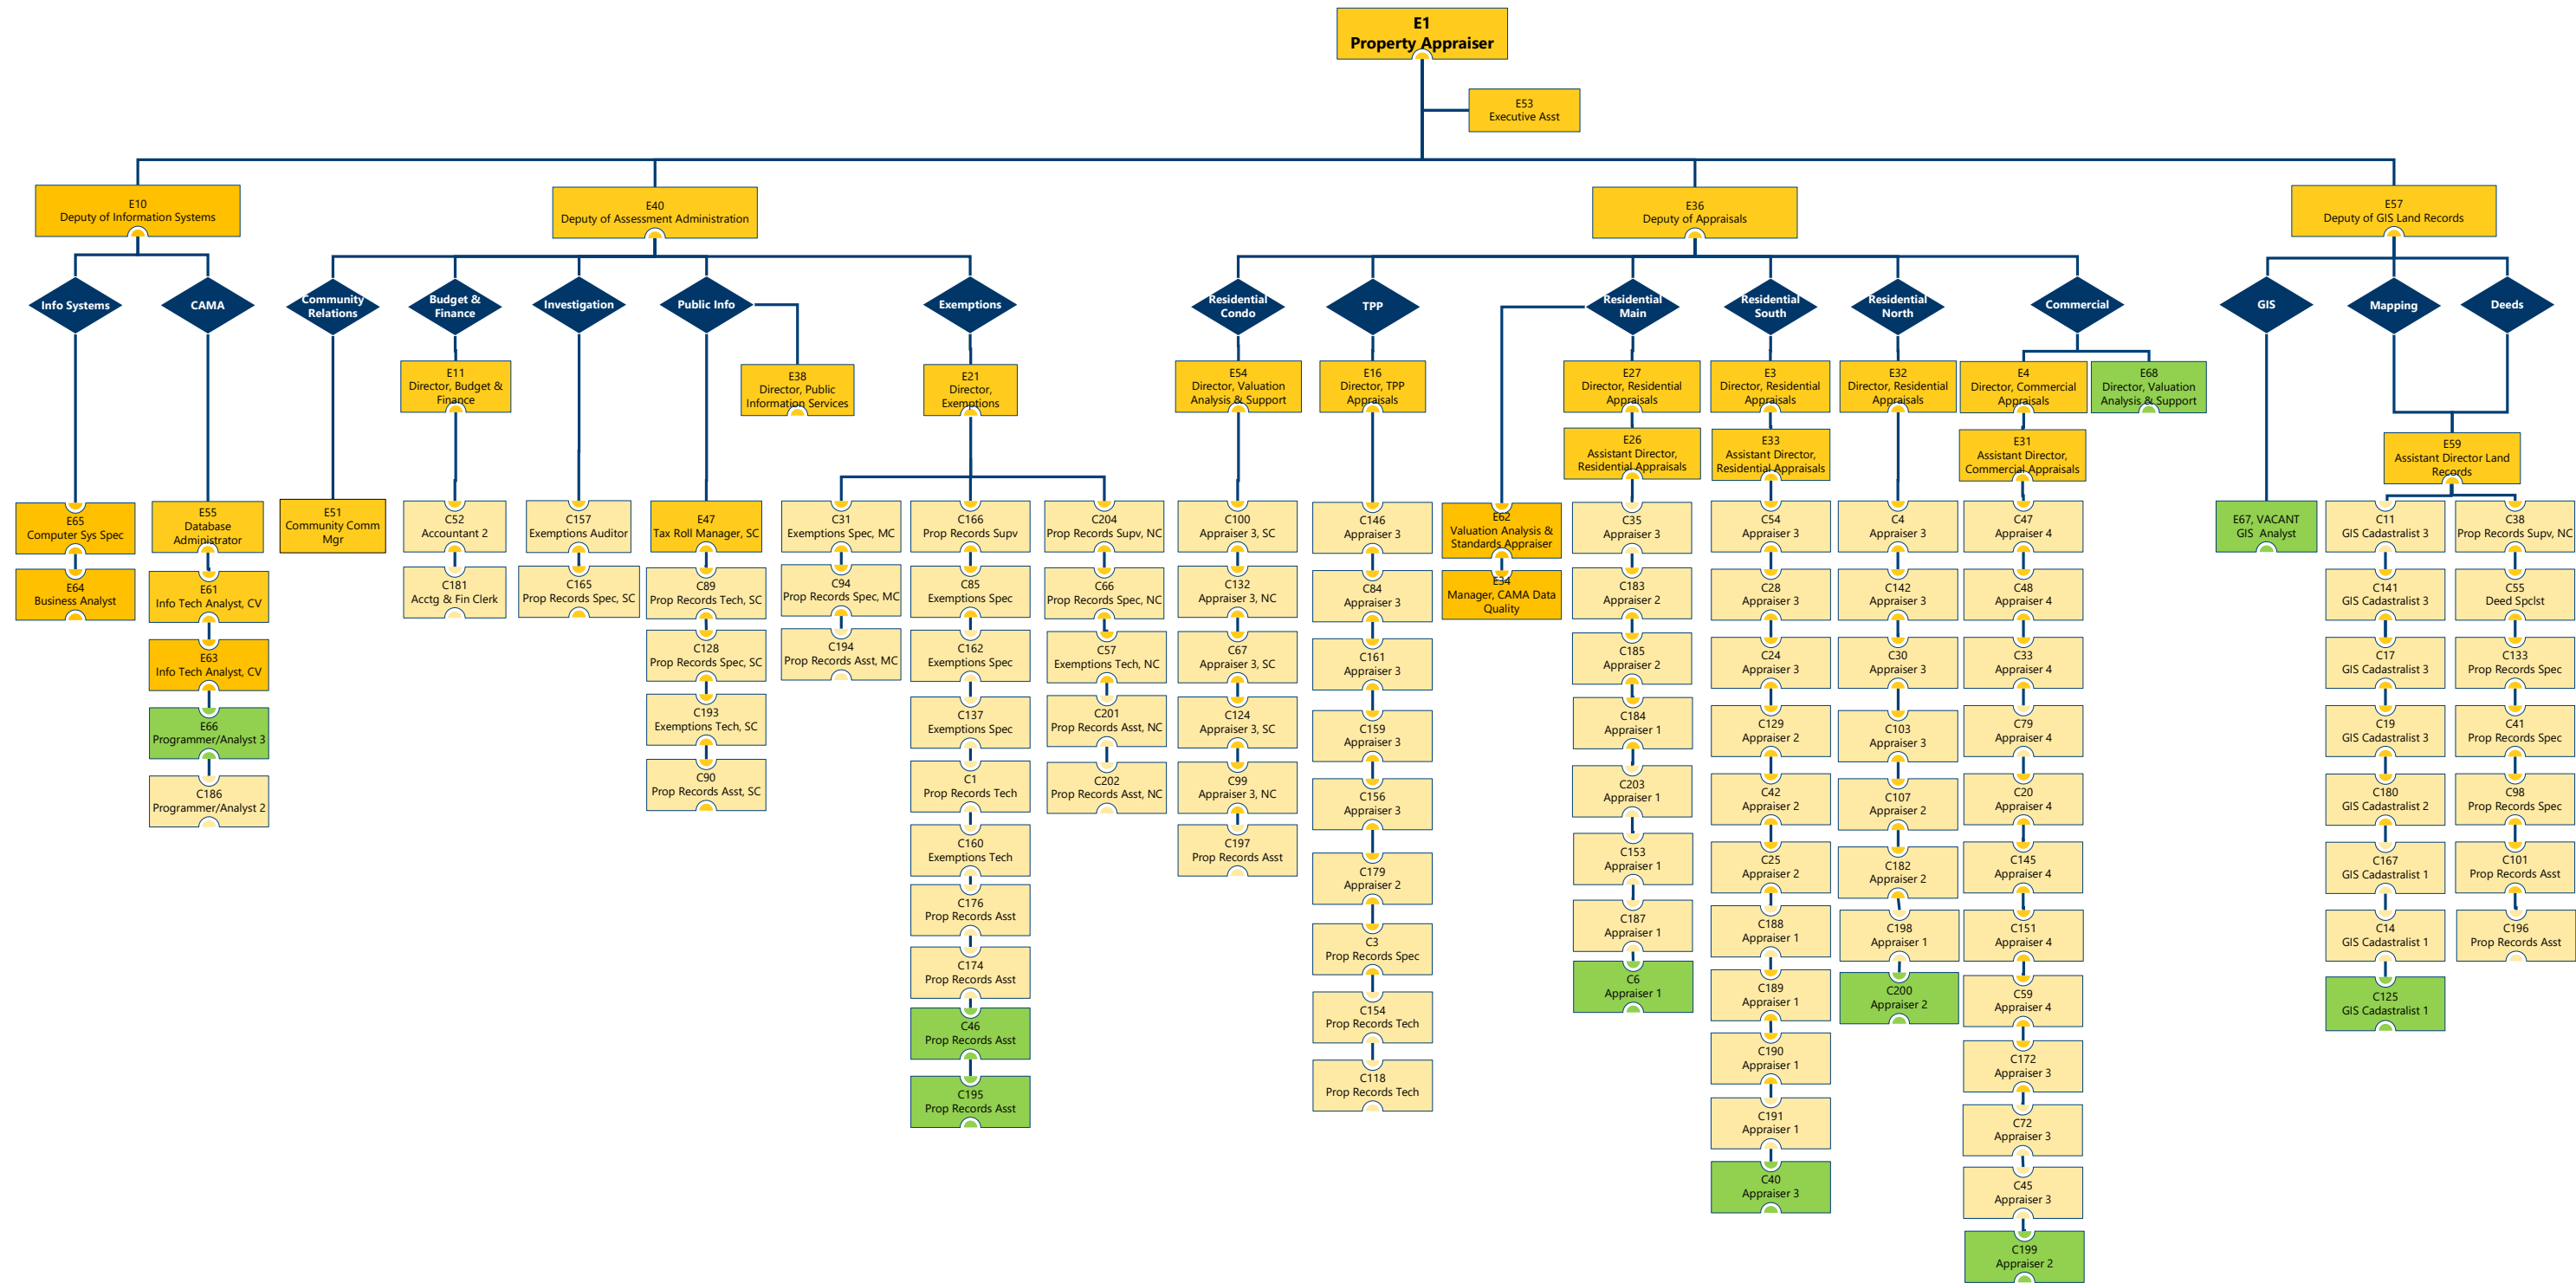 E1
Property Appraiser
E53
Executive Asst
E10
Deputy of Information Systems
E40
Deputy of Assessment Administration
E36
Deputy of Appraisals
E57
Deputy of GIS Land Records
Info Systems
CAMA
Community
Relations
Budget &
Finance
Investigation
Public Info
Exemptions
Residential
Condo
TPP
Residential
Main
Residential
South
Residential
North
Commercial
GIS
Mapping
Deeds
E11
Director, Budget &
Finance
E38
Director, Public
Information Services
E21
Director,
Exemptions
E54
Director, Valuation
Analysis & Support
E16
Director, TPP
Appraisals
E27
Director, Residential
Appraisals
E3
Director, Residential
Appraisals
E32
Director, Residential
Appraisals
E4
Director, Commercial
Appraisals
E68
Director, Valuation
Analysis & Support
E26
Assistant Director,
Residential Appraisals
E33
Assistant Director,
Residential Appraisals
E31
Assistant Director,
Commercial Appraisals
E59
Assistant Director Land
Records
E65
Computer Sys Spec
E64
Business Analyst
E55
Database
Administrator
E61
Info Tech Analyst, CV
E63
Info Tech Analyst, CV
E66
Programmer/Analyst 3
C186
Programmer/Analyst 2
E51
Community Comm
Mgr
C52
Accountant 2
C181
Acctg & Fin Clerk
C157
Exemptions Auditor
C165
Prop Records Spec, SC
E47
Tax Roll Manager, SC
C89
Prop Records Tech, SC
C128
Prop Records Spec, SC
C193
Exemptions Tech, SC
C90
Prop Records Asst, SC
C31
Exemptions Spec, MC
C94
Prop Records Spec, MC
C194
Prop Records Asst, MC
C166
Prop Records Supv
C85
Exemptions Spec
C162
Exemptions Spec
C137
Exemptions Spec
C1
Prop Records Tech
C160
Exemptions Tech
C176
Prop Records Asst
C174
Prop Records Asst
C46
Prop Records Asst
C195
Prop Records Asst
C204
Prop Records Supv, NC
C66
Prop Records Spec, NC
C57
Exemptions Tech, NC
C201
Prop Records Asst, NC
C202
Prop Records Asst, NC
C100
Appraiser 3, SC
C132
Appraiser 3, NC
C67
Appraiser 3, SC
C124
Appraiser 3, SC
C99
Appraiser 3, NC
C197
Prop Records Asst
C146
Appraiser 3
C84
Appraiser 3
C161
Appraiser 3
C159
Appraiser 3
C156
Appraiser 3
C179
Appraiser 2
C3
Prop Records Spec
C154
Prop Records Tech
C118
Prop Records Tech
E62
Valuation Analysis &
Standards Appraiser
E34
Manager, CAMA Data
Quality
C35
Appraiser 3
C183
Appraiser 2
C185
Appraiser 2
C184
Appraiser 1
C203
Appraiser 1
C153
Appraiser 1
C187
Appraiser 1
C6
Appraiser 1
C54
Appraiser 3
C28
Appraiser 3
C24
Appraiser 3
C129
Appraiser 2
C42
Appraiser 2
C25
Appraiser 2
C188
Appraiser 1
C189
Appraiser 1
C190
Appraiser 1
C191
Appraiser 1
C40
Appraiser 3
C4
Appraiser 3
C142
Appraiser 3
C30
Appraiser 3
C103
Appraiser 3
C107
Appraiser 2
C182
Appraiser 2
C198
Appraiser 1
C200
Appraiser 2
C47
Appraiser 4
C48
Appraiser 4
C33
Appraiser 4
C79
Appraiser 4
C20
Appraiser 4
C145
Appraiser 4
C151
Appraiser 4
C59
Appraiser 4
C172
Appraiser 3
C72
Appraiser 3
C45
Appraiser 3
C199
Appraiser 2
E67, VACANT
GIS Analyst
C11
GIS Cadastralist 3
C141
GIS Cadastralist 3
C17
GIS Cadastralist 3
C19
GIS Cadastralist 3
C180
GIS Cadastralist 2
C167
GIS Cadastralist 1
C14
GIS Cadastralist 1
C125
GIS Cadastralist 1
C38
Prop Records Supv, NC
C55
Deed Spclst
C133
Prop Records Spec
C41
Prop Records Spec
C98
Prop Records Spec
C101
Prop Records Asst
C196
Prop Records Asst